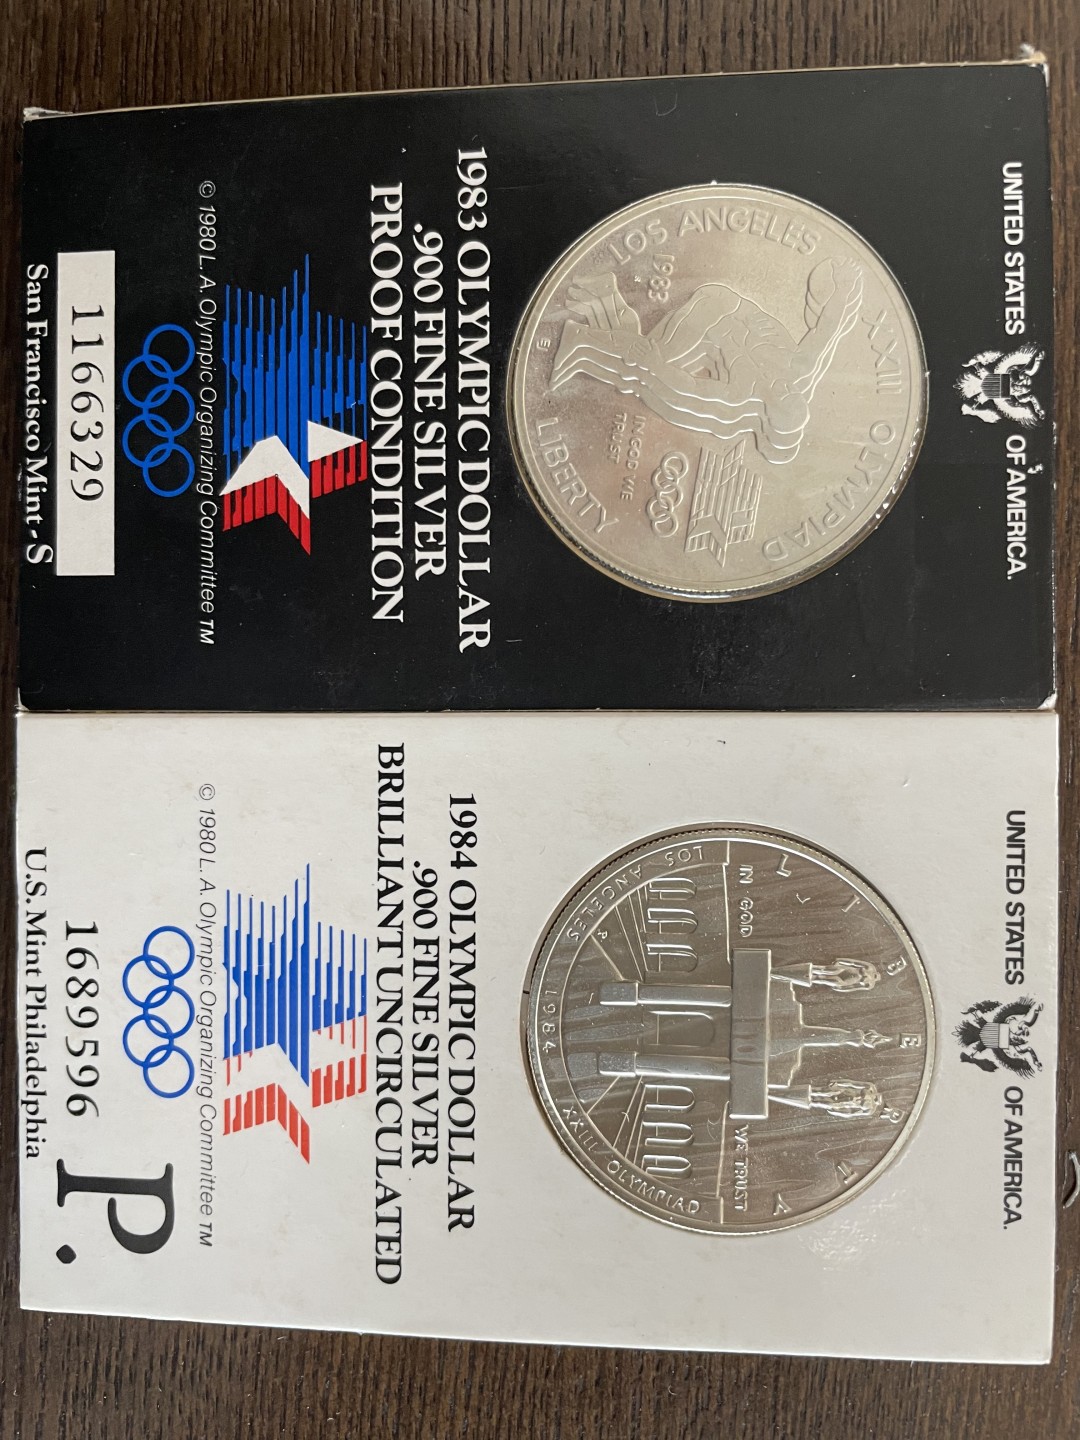 UNITED STATES OF AMERICA.
LOS ANGELES
XXIII OLYMPIAD
1983
IN GOD WE
TRUST
LIBERTY
1983 OLYMPIC DOLLAR
.900 FINE SILVER
PROOF CONDITION
© 1980 L. A. Olympic Organizing Committee TM
1166329
San Francisco Mint - S
UNITED STATES OF AMERICA.
LIBERTY
IN GOD WE TRUST
LOS ANGELES
P
1984
XXIII OLYMPIAD
1984 OLYMPIC DOLLAR
.900 FINE SILVER
BRILLIANT UNCIRCULATED
© 1980 L. A. Olympic Organizing Committee TM
1689596
P.
U.S. Mint Philadelphia